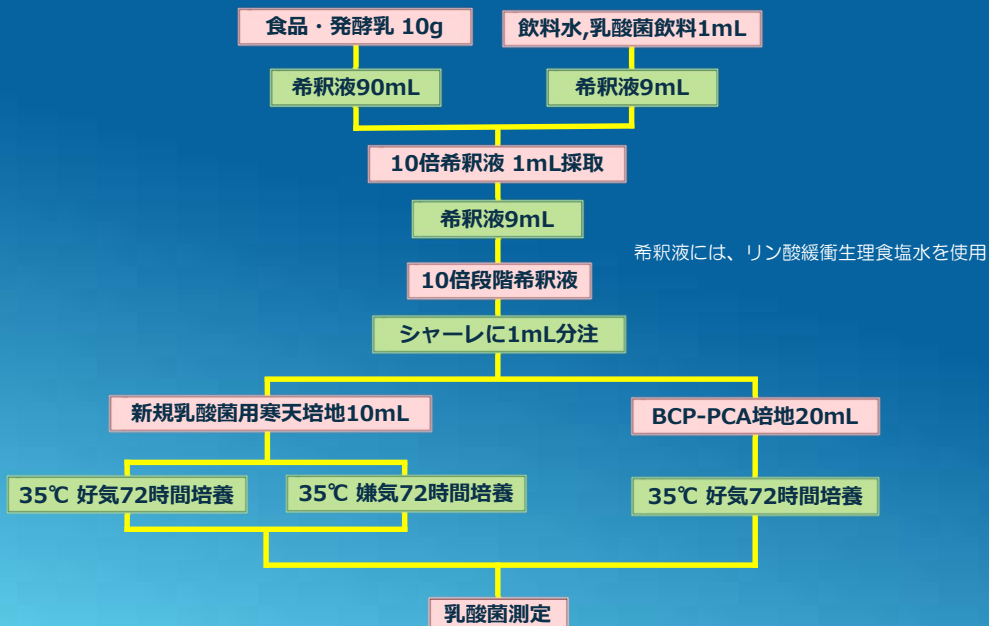 食品・発酵乳 10g
飲料水,乳酸菌飲料1mL
希釈液90mL
希釈液9mL
10倍希釈液 1mL採取
希釈液9mL
希釈液には、リン酸緩衝生理食塩水を使用
10倍段階希釈液
シャーレに1mL分注
新規乳酸菌用寒天培地10mL
BCP-PCA培地20mL
35℃ 好気72時間培養
35℃ 嫌気72時間培養
35℃ 好気72時間培養
乳酸菌測定